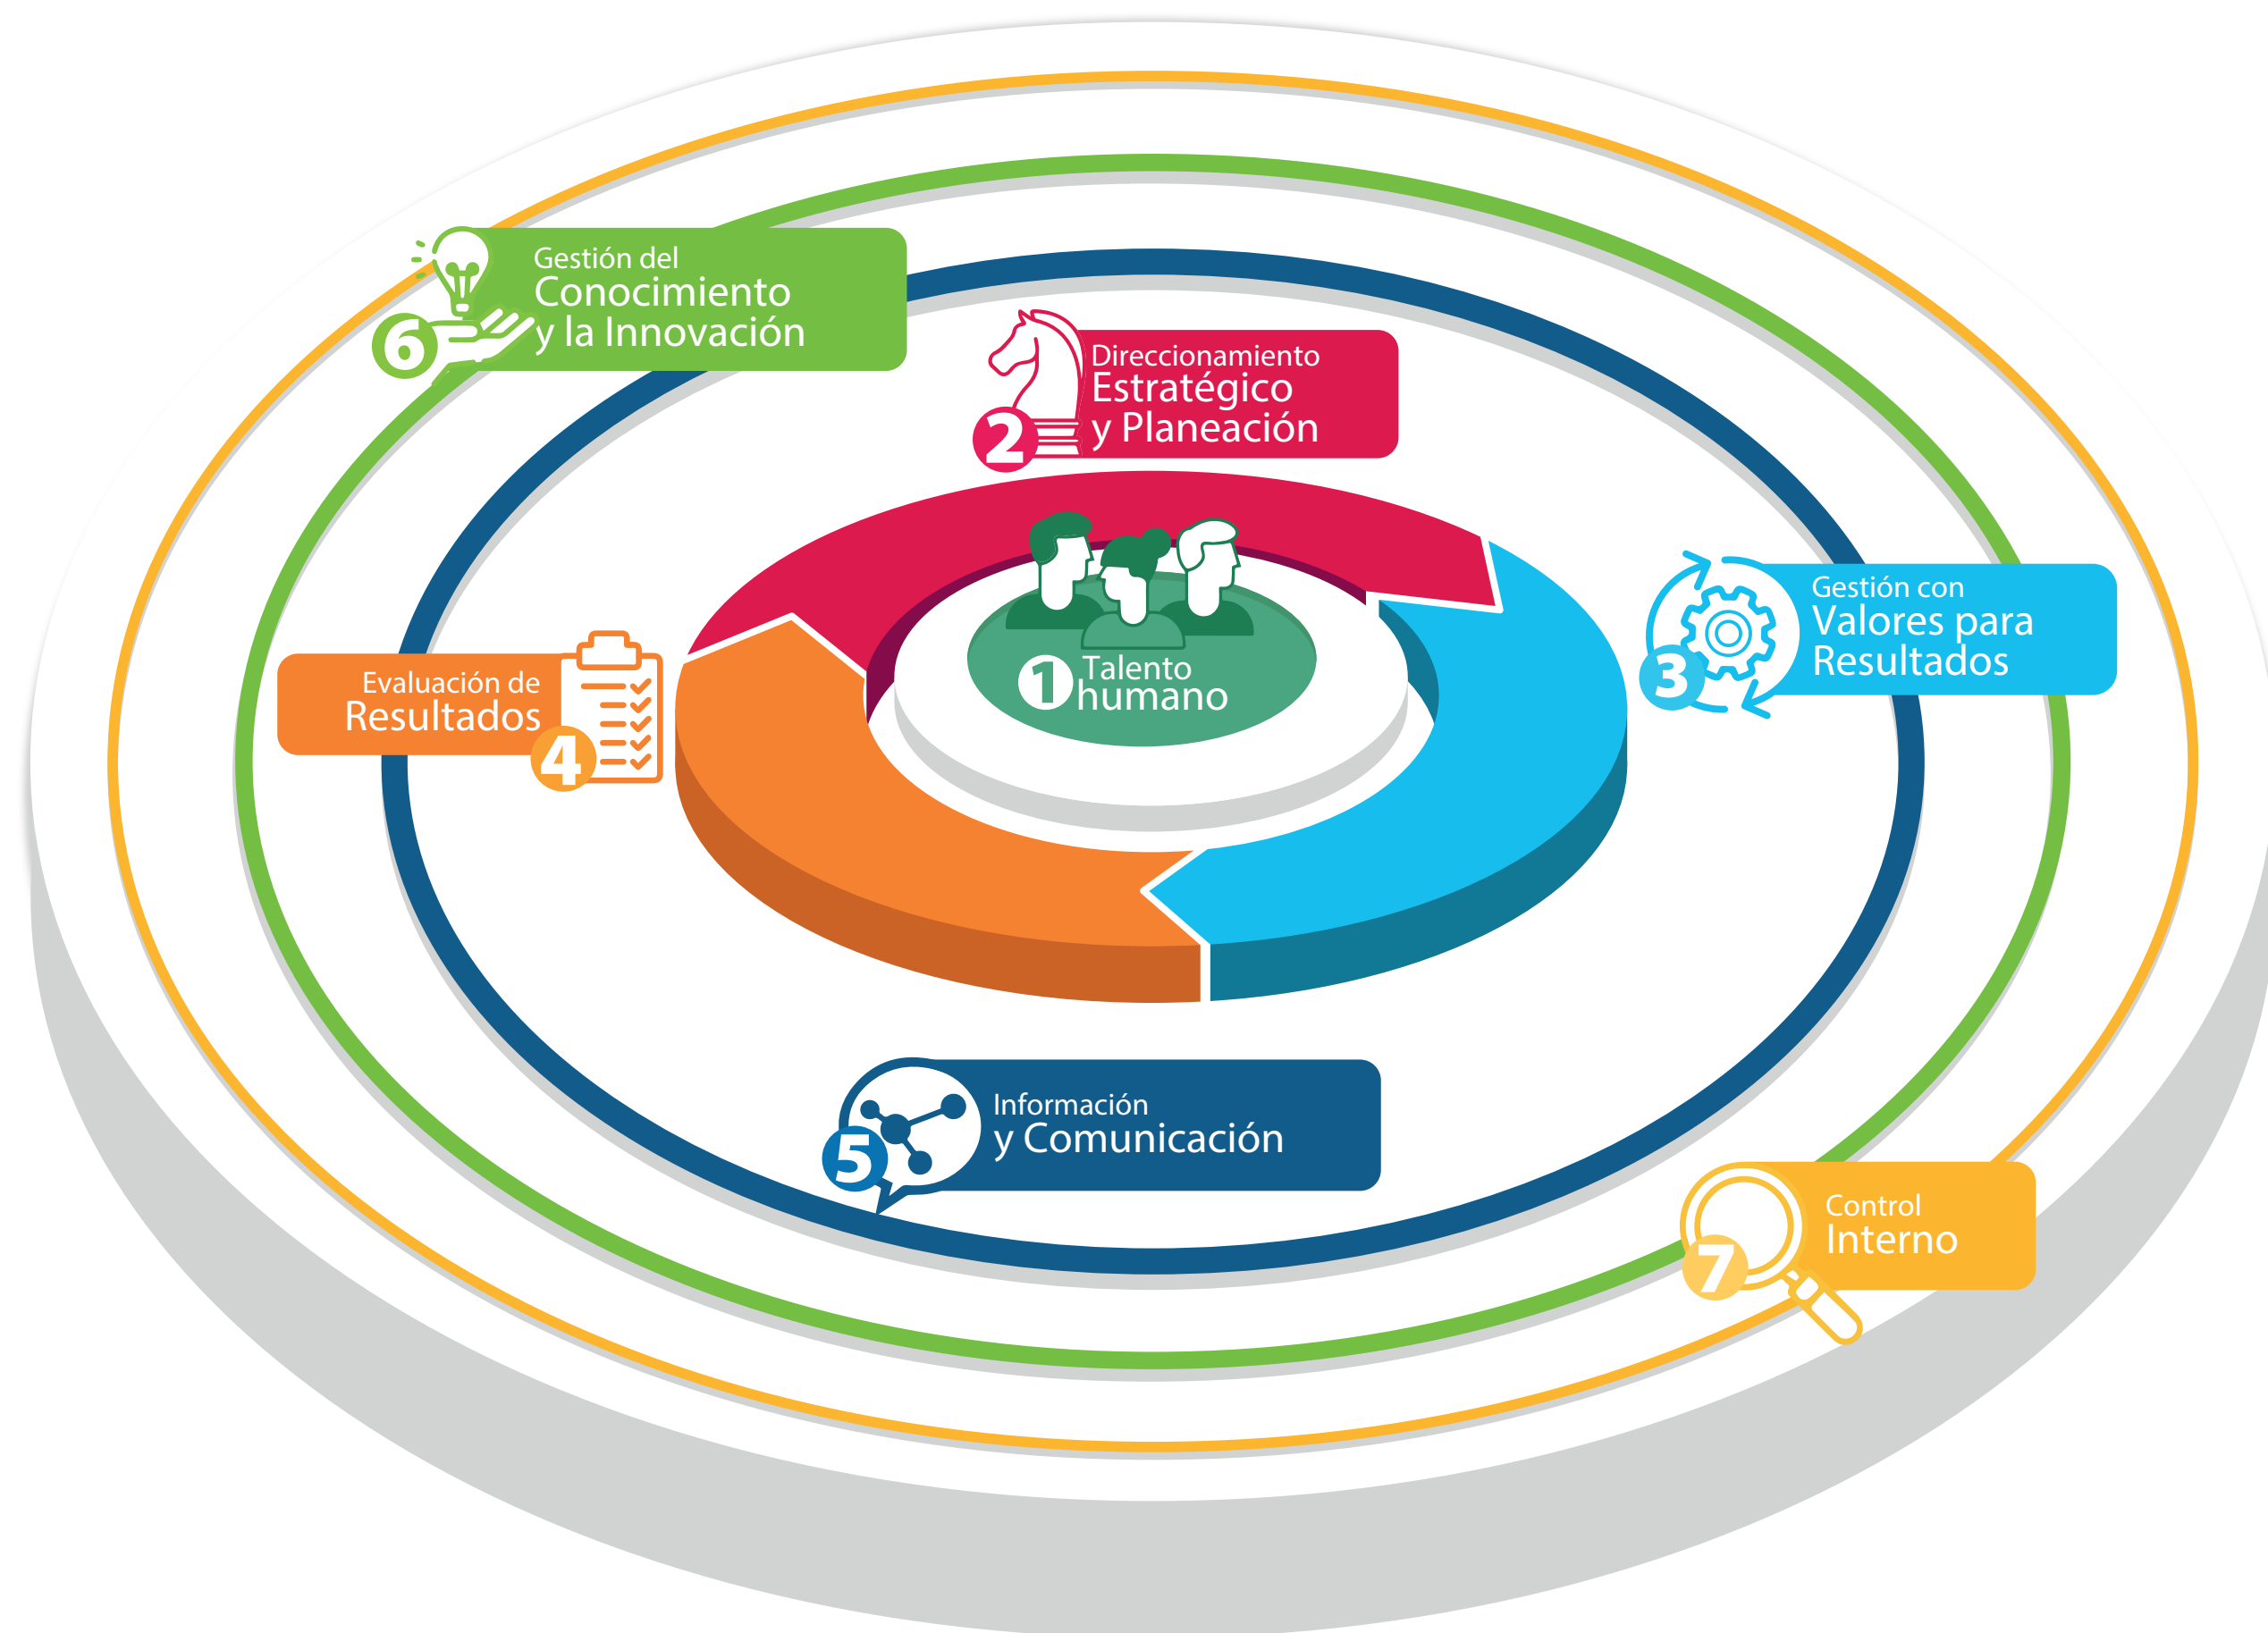 6
Gestión del
Conocimiento
y la Innovación
2
Direccionamiento
Estratégico
y Planeación
3
Gestión con
Valores para
Resultados
1
Talento
humano
4
Evaluación de
Resultados
5
Información
y Comunicación
7
Control
Interno